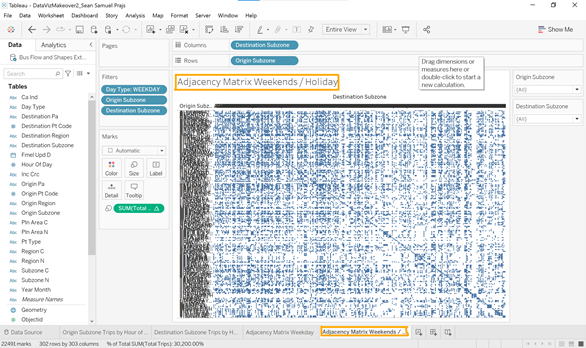 Tableau - DataVizMakeover2_Sean Samuel Prajs
File Data Worksheet Dashboard Story Analysis Map Format Server Window Help
Entire View
Show Me
Data Analytics
Bus Flow and Shapes Ext...
Search
Tables
Ca Ind
Day Type
Destination Pa
Destination Pt Code
Destination Region
Destination Subzone
Fmel Upd D
Hour Of Day
Inc Crc
Origin Pa
Origin Pt Code
Origin Region
Origin Subzone
Pln Area C
Pln Area N
Pt Type
Region C
Region N
Subzone C
Subzone N
Year Month
Measure Names
Geometry
Longitude
Pages
Filters
Day Type: WEEKDAY
Origin Subzone
Destination Subzone
Marks
Automatic
Color Size Label
Detail Tooltip
SUM(Total ..
Columns Destination Subzone
Rows Origin Subzone
Drag dimensions or
measures here or
double-click to start a
new calculation.
Adjacency Matrix Weekends / Holiday
Destination Subzone
Origin Subz..
Origin Subzone
(All)
Destination Subzone
(All)
Data Source Origin Subzone Trips by Hour of ... Destination Subzone Trips by H... Adjacency Matrix Weekday Adjacency Matrix Weekends / ...
22491 marks 302 rows by 303 columns % of Total SUM(Total Trips): 30,200.00%